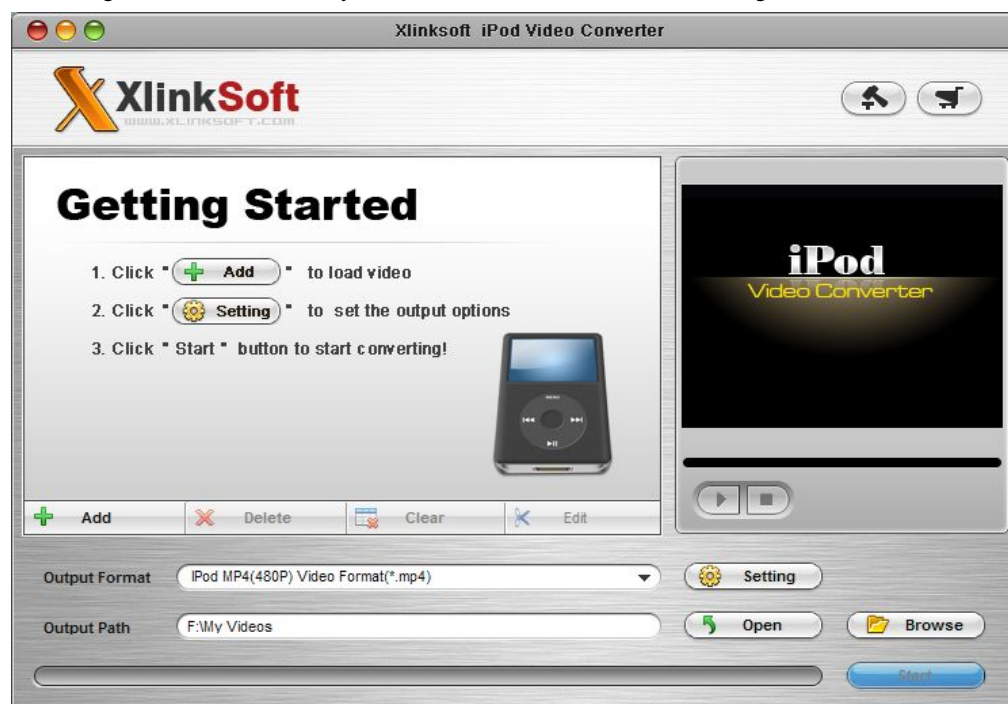 Xlinksoft iPod Video Converter
XlinkSoft
WWW.XLINKSOFT.COM
Getting Started
1. Click " Add " to load video
2. Click " Setting " to set the output options
3. Click " Start " button to start converting!
MENU
iPod
Video Converter
Add
Delete
Clear
Edit
Output Format
iPod MP4(480P) Video Format(*.mp4)
Setting
Output Path
F:\My Videos
Open
Browse
Start